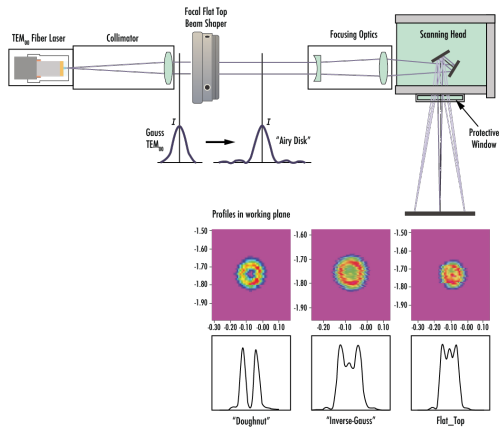 Focal Flat Top
Beam Shaper
TEM00 Fiber Laser
Collimator
Focusing Optics
Scanning Head
I
I
Gauss
TEM00
"Airy Disk"
Protective
Window
Profiles in working plane
-1.50
-1.60
-1.70
-1.80
-1.90
-0.30 -0.20 -0.10 -0.00 0.10
-1.60
-1.70
-1.80
-1.90
-0.20 -0.10 -0.00 0.10
-1.50
-1.60
-1.70
-1.80
-1.90
-0.20 -0.10 -0.00 0.10
"Doughnut"
"Inverse-Gauss"
Flat_Top